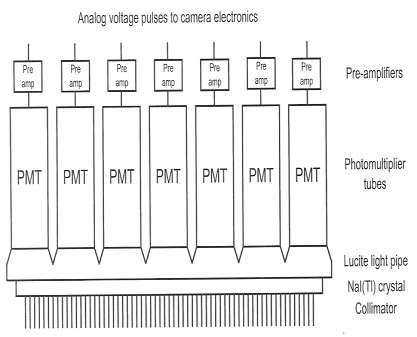 Analog voltage pulses to camera electronics
Pre amp Pre amp Pre amp Pre amp Pre amp Pre amp Pre amp
Pre-amplifiers
PMT PMT PMT PMT PMT PMT PMT
Photomultiplier
tubes
Lucite light pipe
NaI(Tl) crystal
Collimator